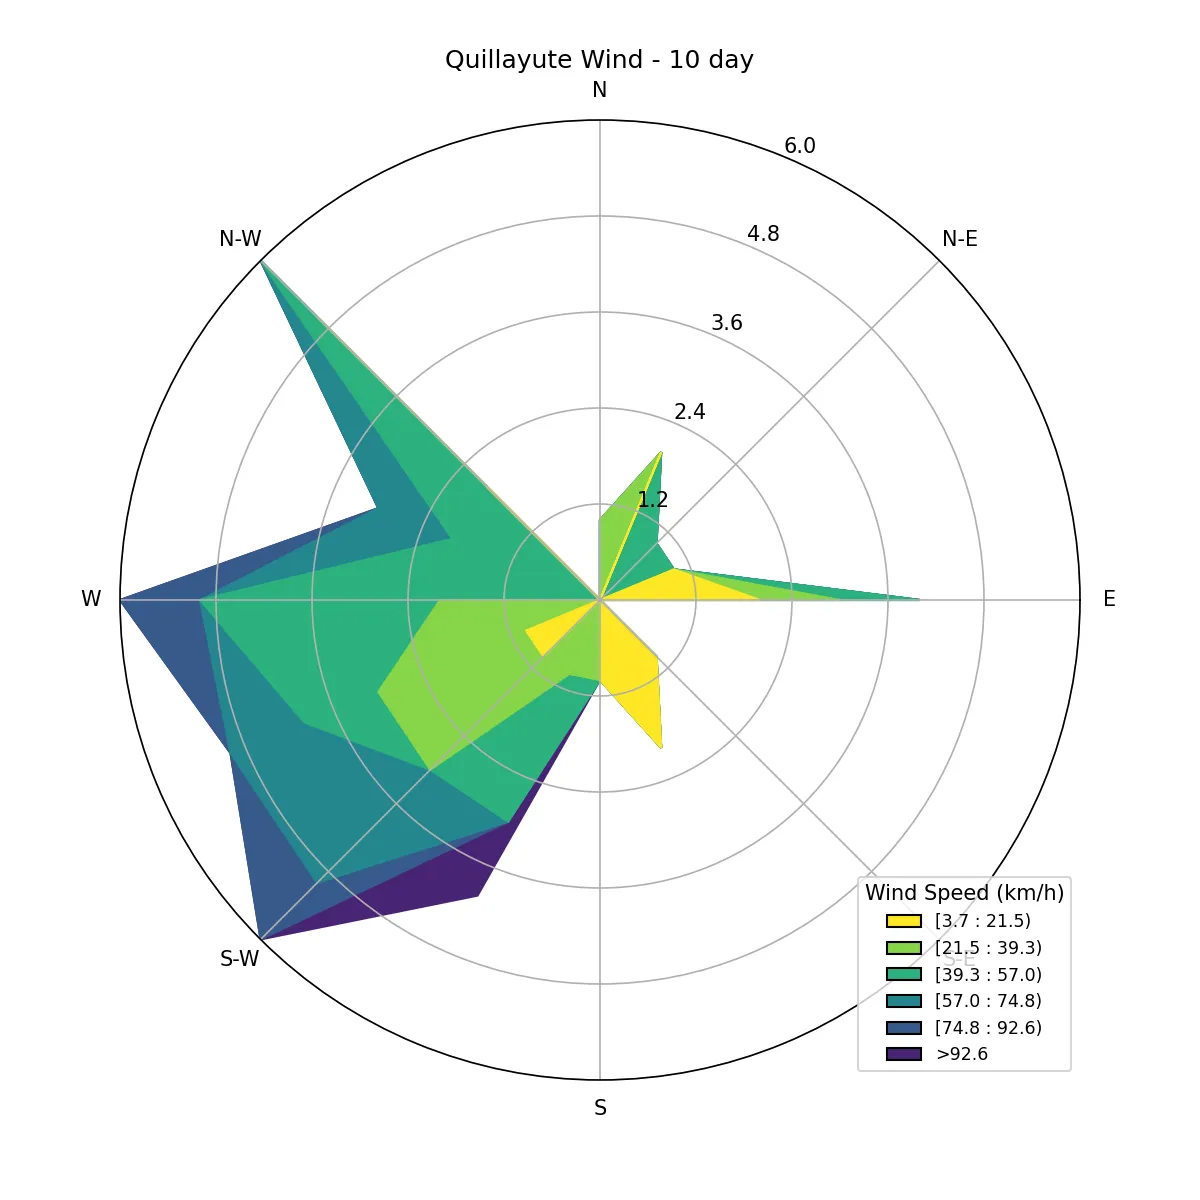 Quillayute Wind - 10 day
N
6.0
N-W
N-E
4.8
3.6
2.4
1.2
W
E
S-W
S-E
S
Wind Speed (km/h)
[3.7 : 21.5)
[21.5 : 39.3)
[39.3 : 57.0)
[57.0 : 74.8)
[74.8 : 92.6)
>92.6